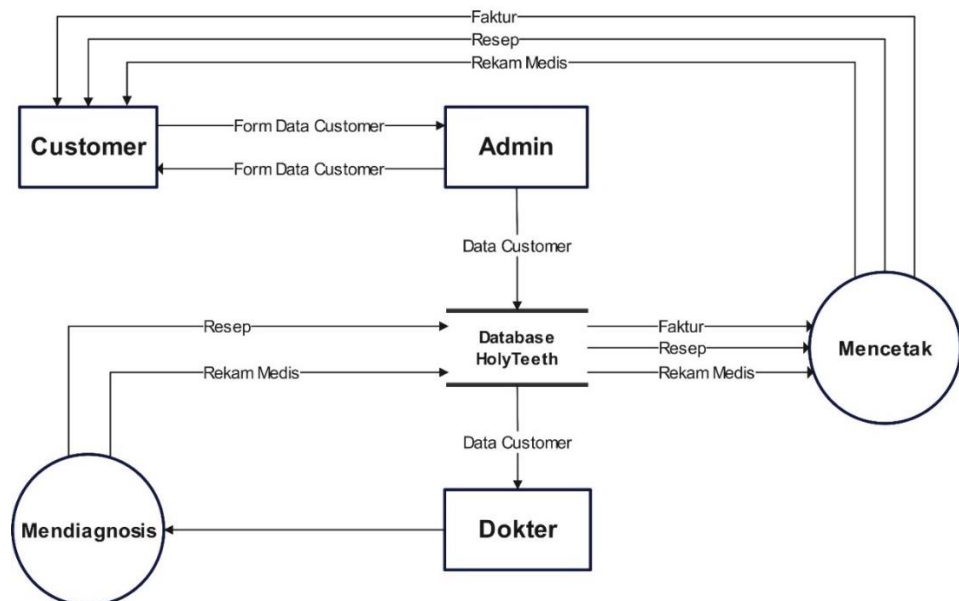 Faktur
Resep
Rekam Medis
Customer
Form Data Customer
Admin
Form Data Customer
Data Customer
Resep
Database
HolyTeeth
Faktur
Resep
Rekam Medis
Rekam Medis
Mencetak
Data Customer
Mendiagnosis
Dokter